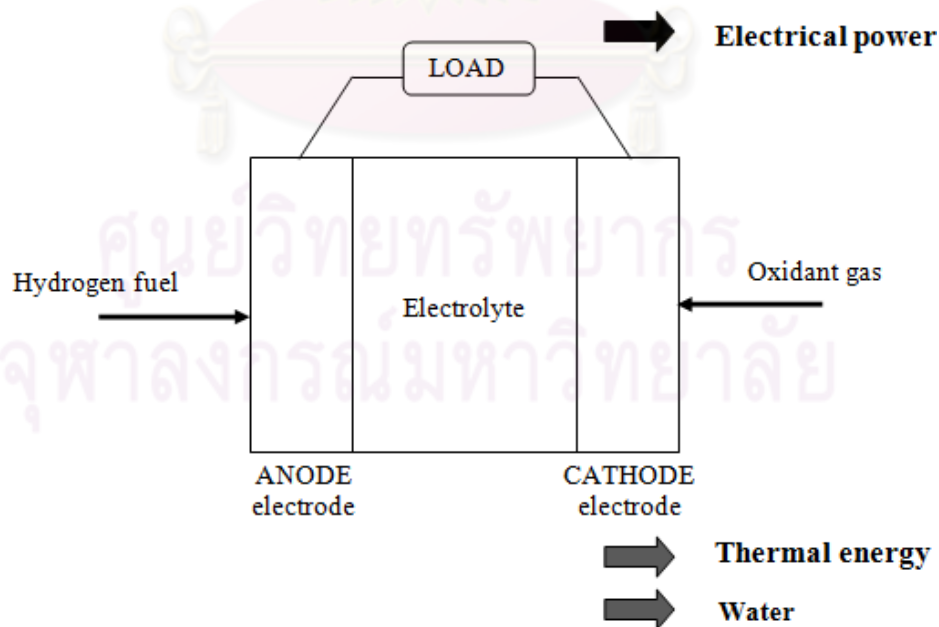 Electrical power
LOAD
ศูนย์วิทยทรัพยากร
Hydrogen fuel
Oxidant gas
Electrolyte
จุฬาลงกรณ์มหาวิทยาลัย
ANODE
electrode
CATHODE
electrode
Thermal energy
Water